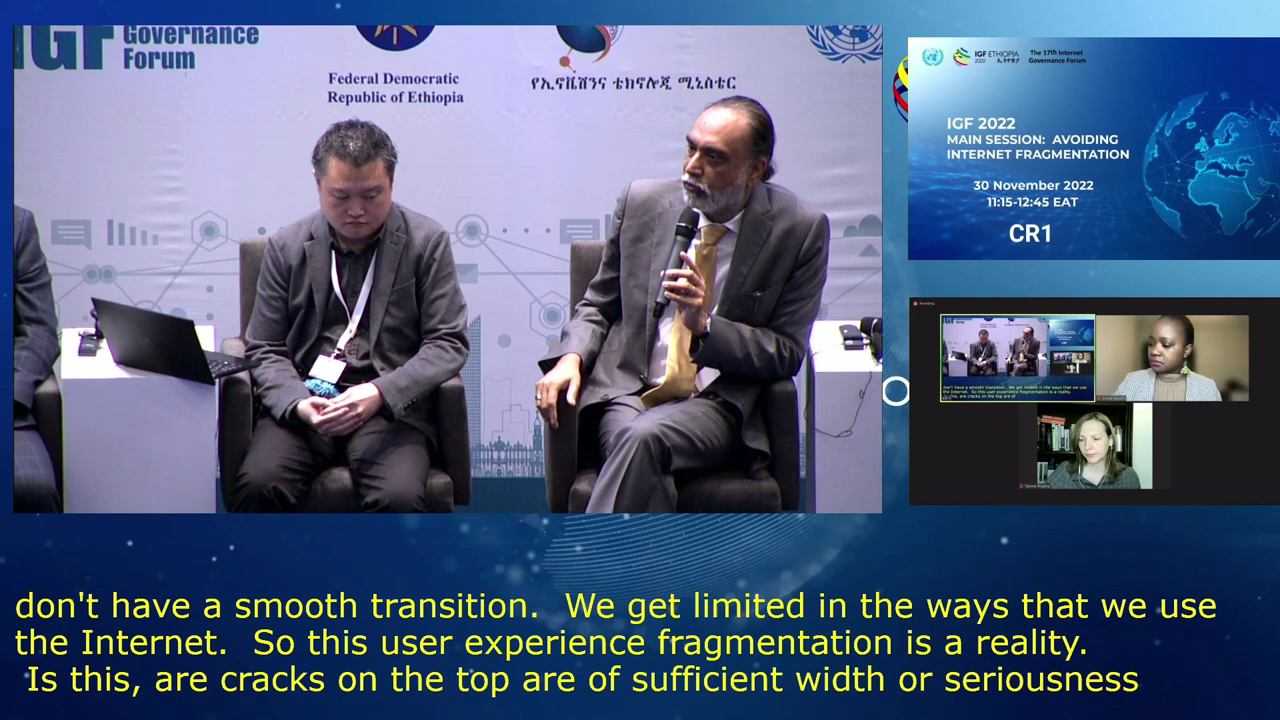 IGF Governance
Forum
Federal Democratic
Republic of Ethiopia
የኢኖቬሽንና ቴክኖሎጂ ሚኒስቴር
IGF ETHIOPIA
2022 ኢትዮጵያ
The 17th Internet
Governance Forum
IGF 2022
MAIN SESSION: AVOIDING
INTERNET FRAGMENTATION
30 November 2022
11:15-12:45 EAT
CR1
don't have a smooth transition. We get limited in the ways that we use
the Internet. So this user experience fragmentation is a reality.
Is this, are cracks on the top are of sufficient width or seriousness